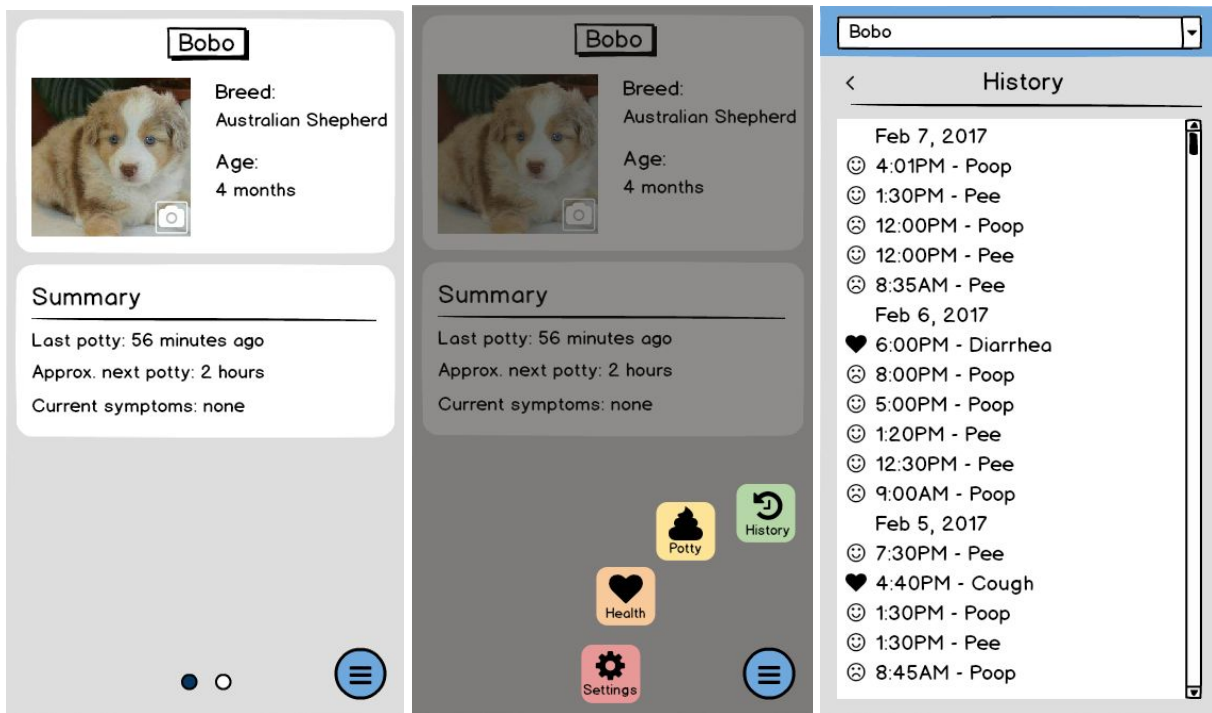 Bobo
Breed:
Australian Shepherd
Age:
4 months
Summary
Last potty: 56 minutes ago
Approx. next potty: 2 hours
Current symptoms: none
Bobo
Breed:
Australian Shepherd
Age:
4 months
Summary
Last potty: 56 minutes ago
Approx. next potty: 2 hours
Current symptoms: none
History
Potty
Health
Settings
Bobo
History
Feb 7, 2017
4:01PM - Poop
1:30PM - Pee
12:00PM - Poop
12:00PM - Pee
8:35AM - Pee
Feb 6, 2017
6:00PM - Diarrhea
8:00PM - Poop
5:00PM - Poop
1:20PM - Pee
12:30PM - Pee
9:00AM - Poop
Feb 5, 2017
7:30PM - Pee
4:40PM - Cough
1:30PM - Poop
1:30PM - Pee
8:45AM - Poop